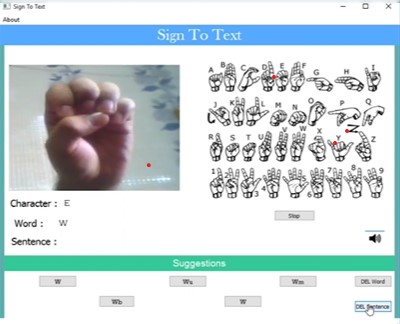 Sign To Text
About
Sign To Text
A B C D E F G H I
J K L M N O P Q
R S T U V W X Y Z
1 2 3 4 5 6 7 8 9
Character : E
Word : W
Sentence :
Stop
Suggestions
W Wm DEL Word
Wb W DEL Sentence